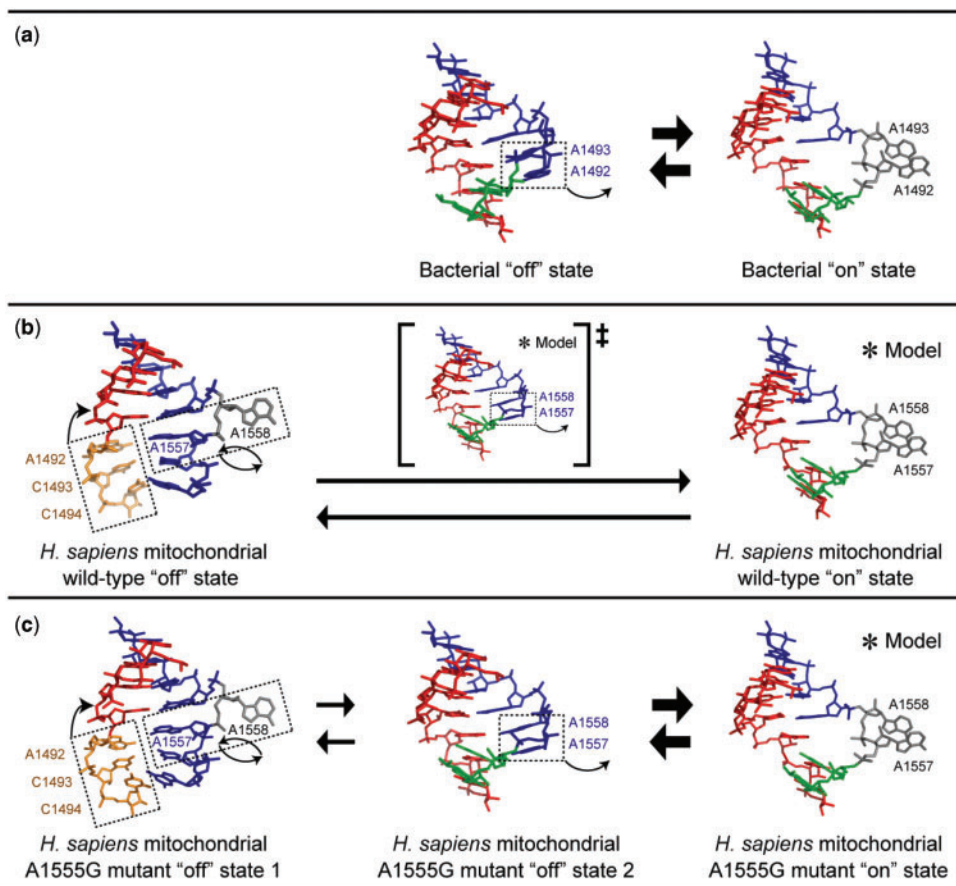 (a)
A1493
A1492
A1493
A1492
Bacterial “off” state
Bacterial “on” state
(b)
* Model
‡
A1558
A1557
* Model
A1558
A1557
A1492
C1493
C1494
A1558
A1557
H. sapiens mitochondrial
wild-type “off” state
H. sapiens mitochondrial
wild-type “on” state
(c)
* Model
A1557
A1558
A1492
C1493
C1494
A1558
A1557
A1558
A1557
H. sapiens mitochondrial
A1555G mutant “off” state 1
H. sapiens mitochondrial
A1555G mutant “off” state 2
H. sapiens mitochondrial
A1555G mutant “on” state